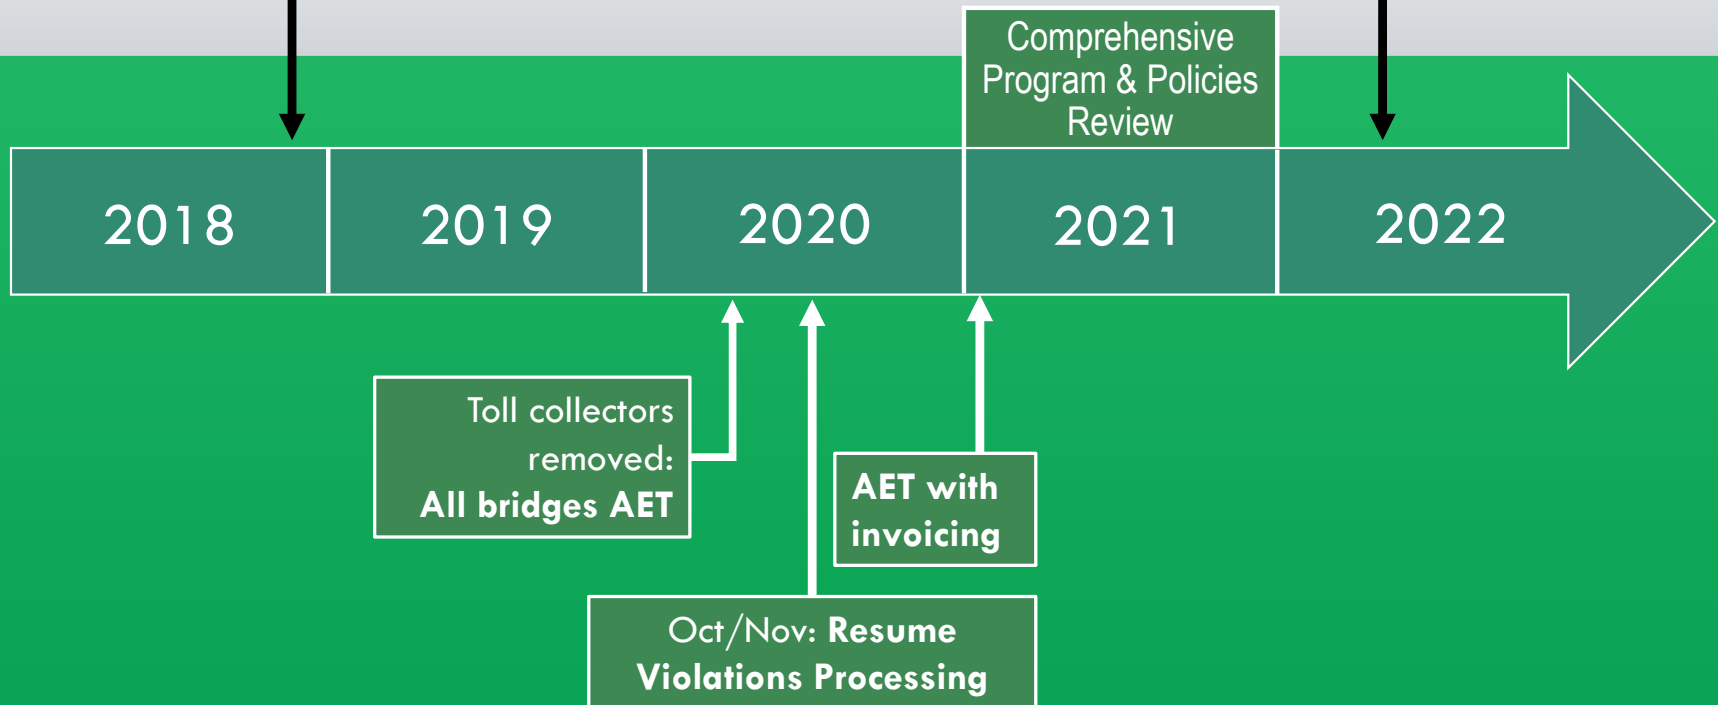 Comprehensive
Program & Policies
Review
2018
2019
2020
2021
2022
Toll collectors
removed:
All bridges AET
AET with
invoicing
Oct/Nov: Resume
Violations Processing